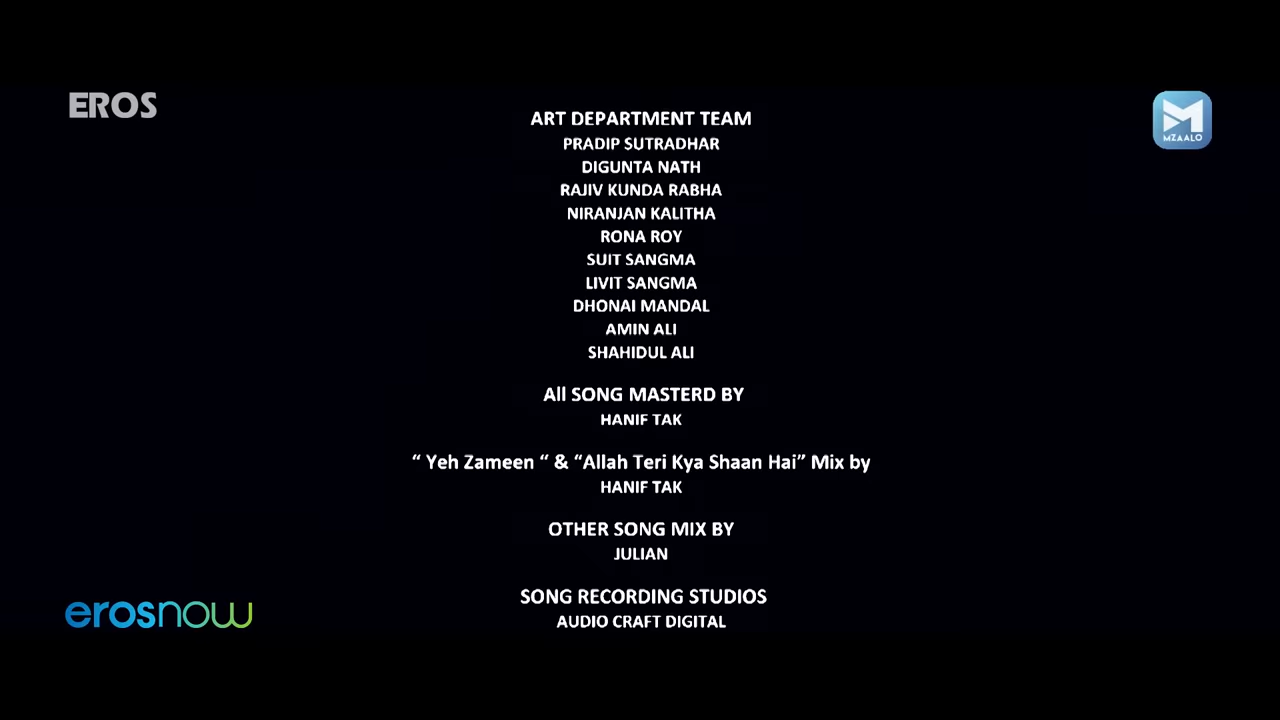 EROS
MZAALO
ART DEPARTMENT TEAM
PRADIP SUTRADHAR
DIGUNTA NATH
RAJIV KUNDA RABHA
NIRANJAN KALITHA
RONA ROY
SUIT SANGMA
LIVIT SANGMA
DHONAI MANDAL
AMIN ALI
SHAHIDUL ALI
All SONG MASTERD BY
HANIF TAK
“ Yeh Zameen “ & “Allah Teri Kya Shaan Hai” Mix by
HANIF TAK
OTHER SONG MIX BY
JULIAN
SONG RECORDING STUDIOS
AUDIO CRAFT DIGITAL
erosnow